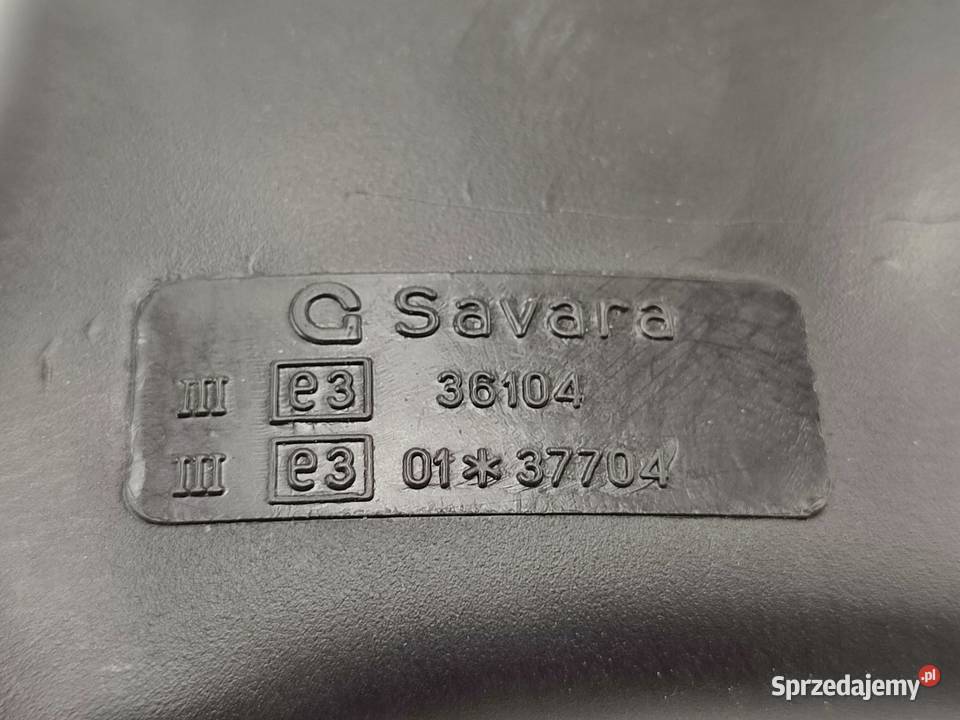 G Savara
III e3 36104
III e3 01*37704
Sprzedajemy.pl